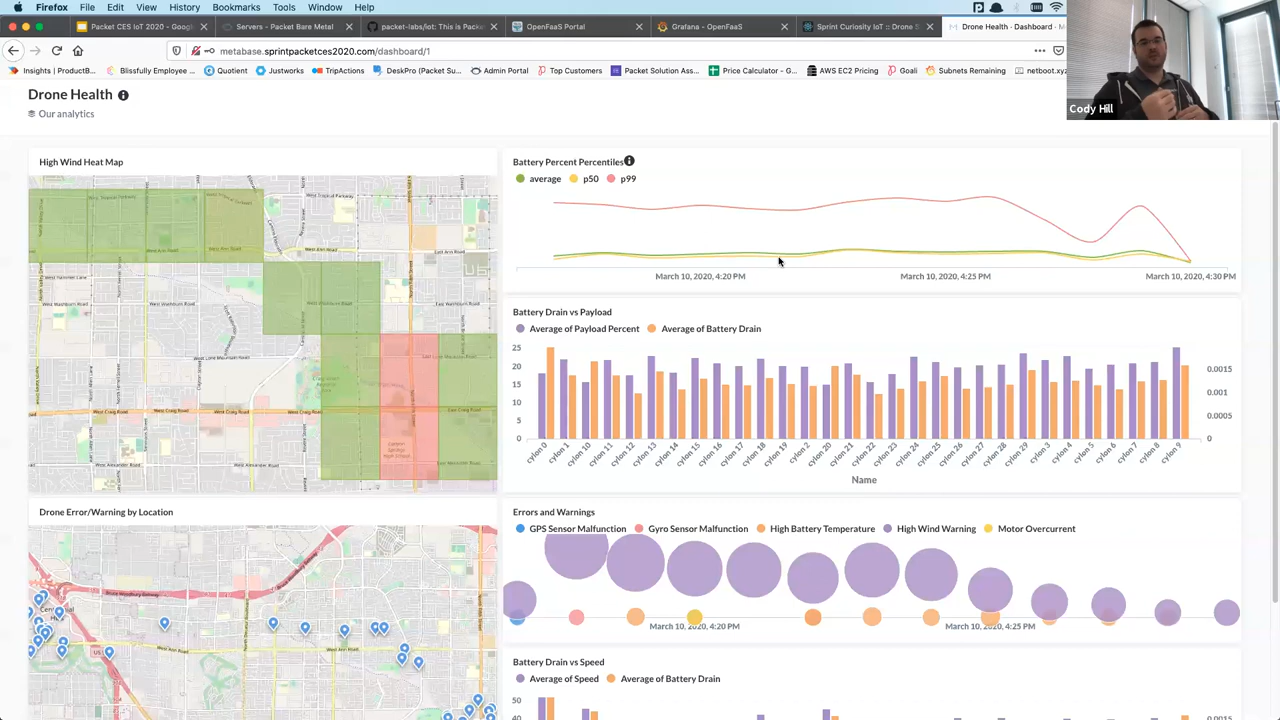 Firefox File Edit View History Bookmarks Tools Window Help
Packet CES IoT 2020 - Googl
Servers - Packet Bare Metal
packet-labs/iot: This is Packe
OpenFaaS Portal
Grafana - OpenFaaS
Sprint Curiosity IoT :: Drone S
Drone Health · Dashboard · M
metabase.sprintpacketces2020.com/dashboard/1
Insights | ProductB...
Blissfully Employee ...
Quotient
Justworks
TripActions
DeskPro (Packet Su...
Admin Portal
Top Customers
Packet Solution Ass...
Price Calculator - G...
AWS EC2 Pricing
Goali
Subnets Remaining
netboot.xyz
Cody Hill
Drone Health
Our analytics
High Wind Heat Map
Battery Percent Percentiles
average p50 p99
March 10, 2020, 4:20 PM March 10, 2020, 4:25 PM March 10, 2020, 4:30 PM
Battery Drain vs Payload
Average of Payload Percent Average of Battery Drain
25
20
15
10
5
0
0.0015
0.001
0.0005
0
cylon 0 cylon 1 cylon 10 cylon 11 cylon 12 cylon 13 cylon 14 cylon 15 cylon 16 cylon 17 cylon 18 cylon 19 cylon 2 cylon 20 cylon 21 cylon 22 cylon 23 cylon 24 cylon 25 cylon 26 cylon 27 cylon 28 cylon 29 cylon 3 cylon 4 cylon 5 cylon 6 cylon 7 cylon 8 cylon 9
Name
Drone Error/Warning by Location
Errors and Warnings
GPS Sensor Malfunction Gyro Sensor Malfunction High Battery Temperature High Wind Warning Motor Overcurrent
March 10, 2020, 4:20 PM March 10, 2020, 4:25 PM
Battery Drain vs Speed
Average of Speed Average of Battery Drain
50
40
0.0015